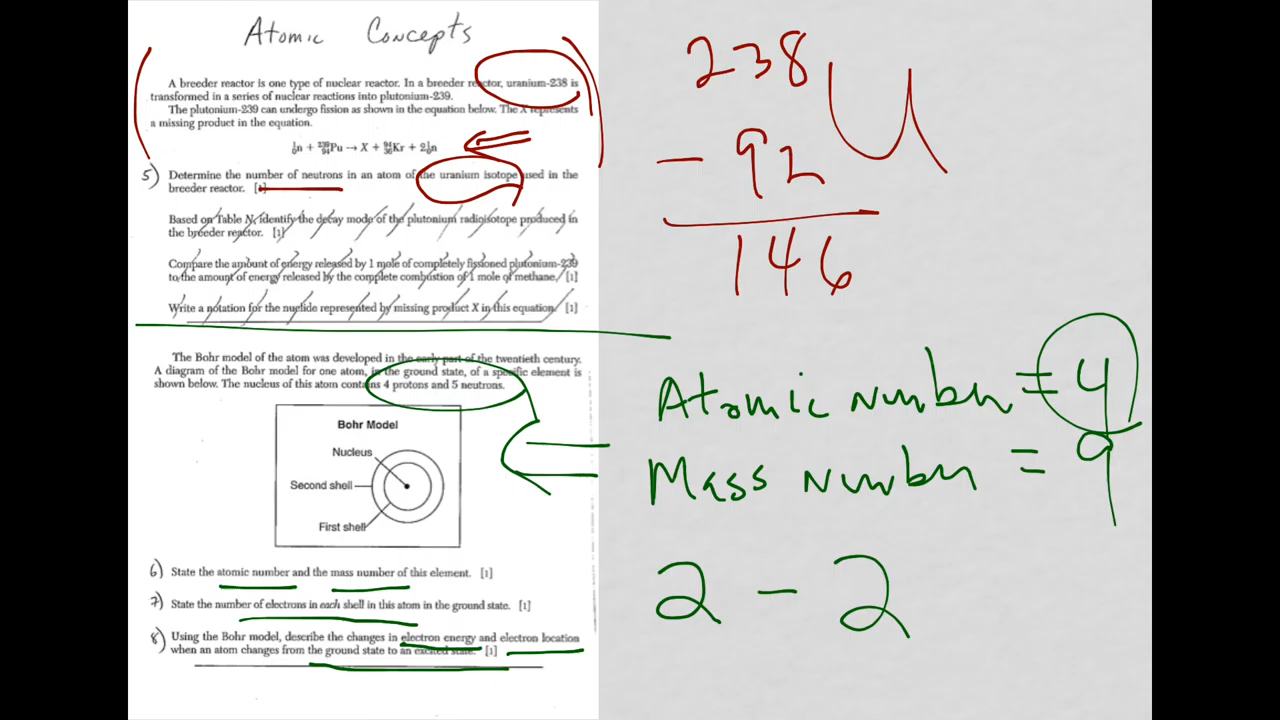 Atomic Concepts
A breeder reactor is one type of nuclear reactor. In a breeder reactor, uranium-238 is
transformed in a series of nuclear reactions into plutonium-239.
The plutonium-239 can undergo fission as shown in the equation below. The X represents
a missing product in the equation.
¹₀n + ²³⁹₉₄Pu → X + ⁹⁴₃₆Kr + 2¹₀n
5) Determine the number of neutrons in an atom of the uranium isotope used in the
breeder reactor. [1]
Based on Table N, identify the decay mode of the plutonium radioisotope produced in
the breeder reactor. [1]
Compare the amount of energy released by 1 mole of completely fissioned plutonium-239
to the amount of energy released by the complete combustion of 1 mole of methane. [1]
Write a notation for the nuclide represented by missing product X in this equation. [1]
The Bohr model of the atom was developed in the early part of the twentieth century.
A diagram of the Bohr model for one atom, in the ground state, of a specific element is
shown below. The nucleus of this atom contains 4 protons and 5 neutrons.
Bohr Model
Nucleus
Second shell
First shell
6) State the atomic number and the mass number of this element. [1]
7) State the number of electrons in each shell in this atom in the ground state. [1]
8) Using the Bohr model, describe the changes in electron energy and electron location
when an atom changes from the ground state to an excited state. [1]
238 U
- 92
146
Atomic number = 4
Mass number = 9
2 - 2